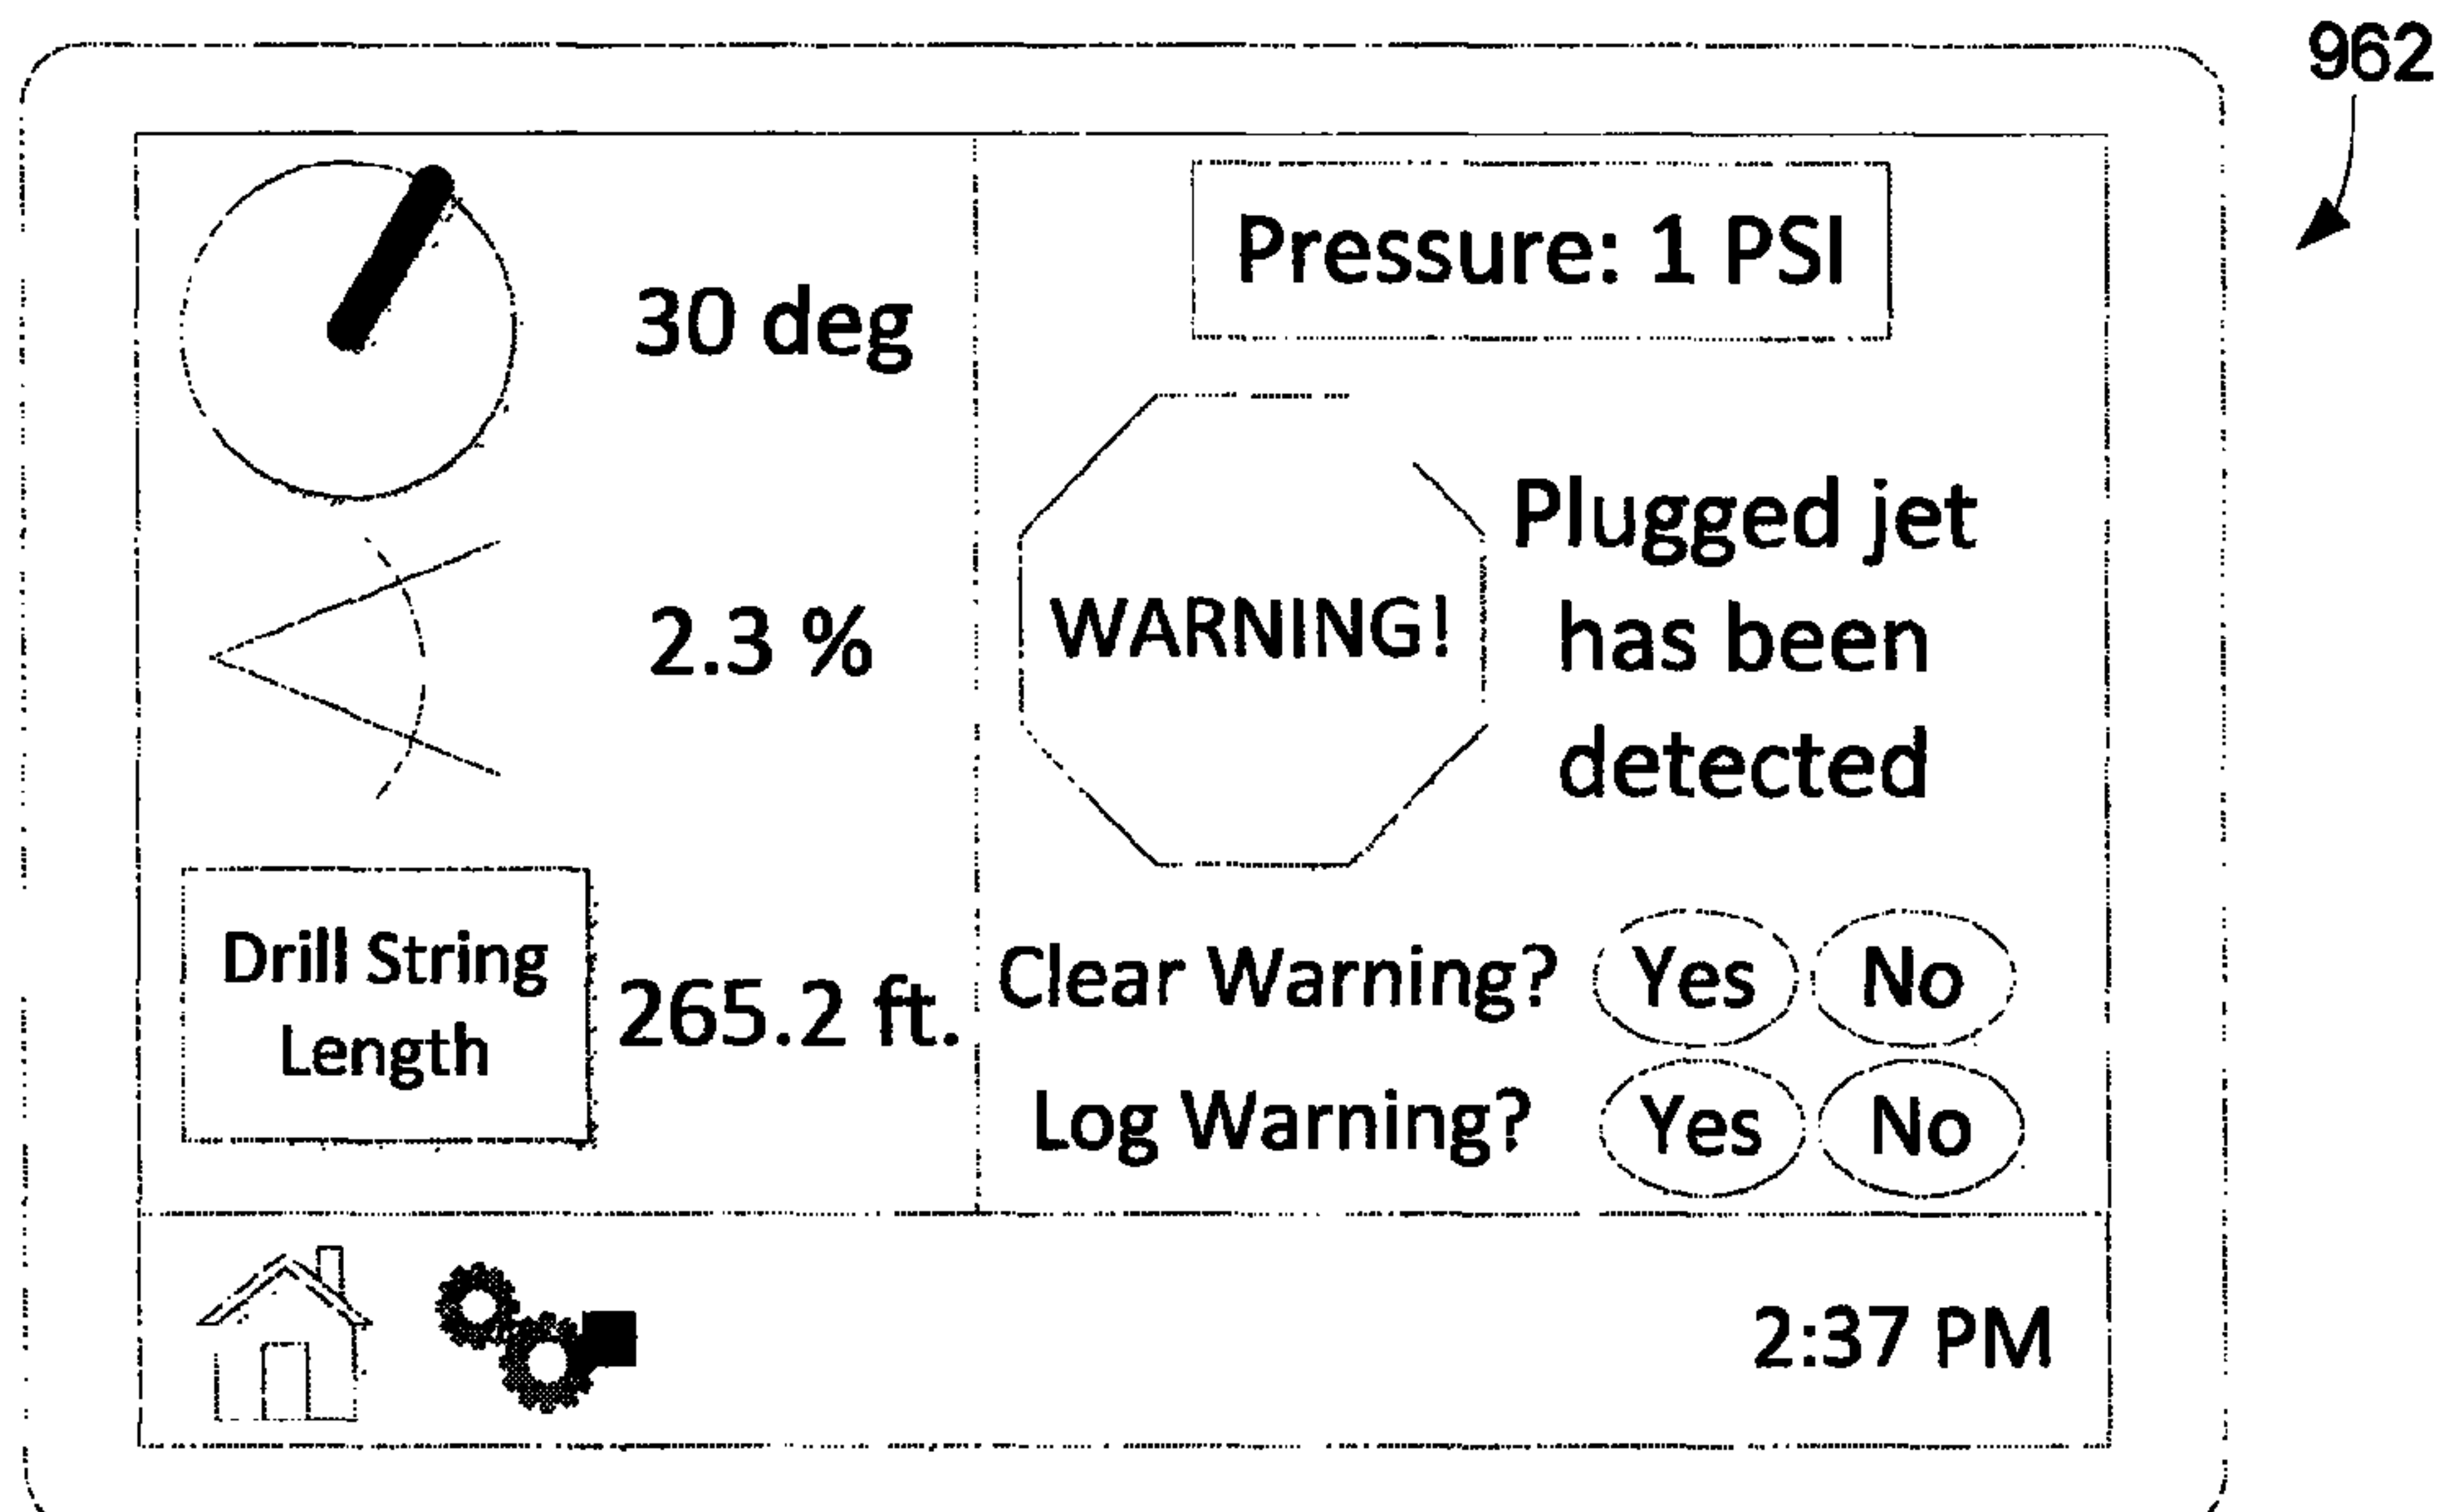 962
30 deg
2.3 %
Drill String
Length
265.2 ft.
Pressure: 1 PSI
WARNING!
Plugged jet
has been
detected
Clear Warning? Yes No
Log Warning? Yes No
2:37 PM